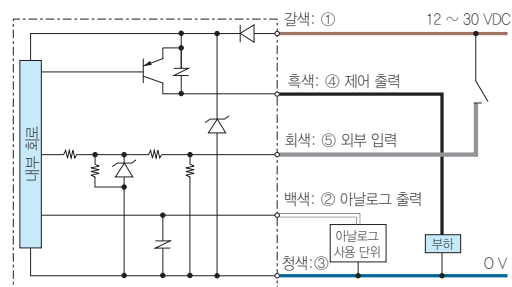 갈색: ① 12 ~ 30 VDC
흑색: ④ 제어 출력
내부 회로
회색: ⑤ 외부 입력
백색: ② 아날로그 출력
아날로그
사용 단위
부하
청색: ③ 0 V